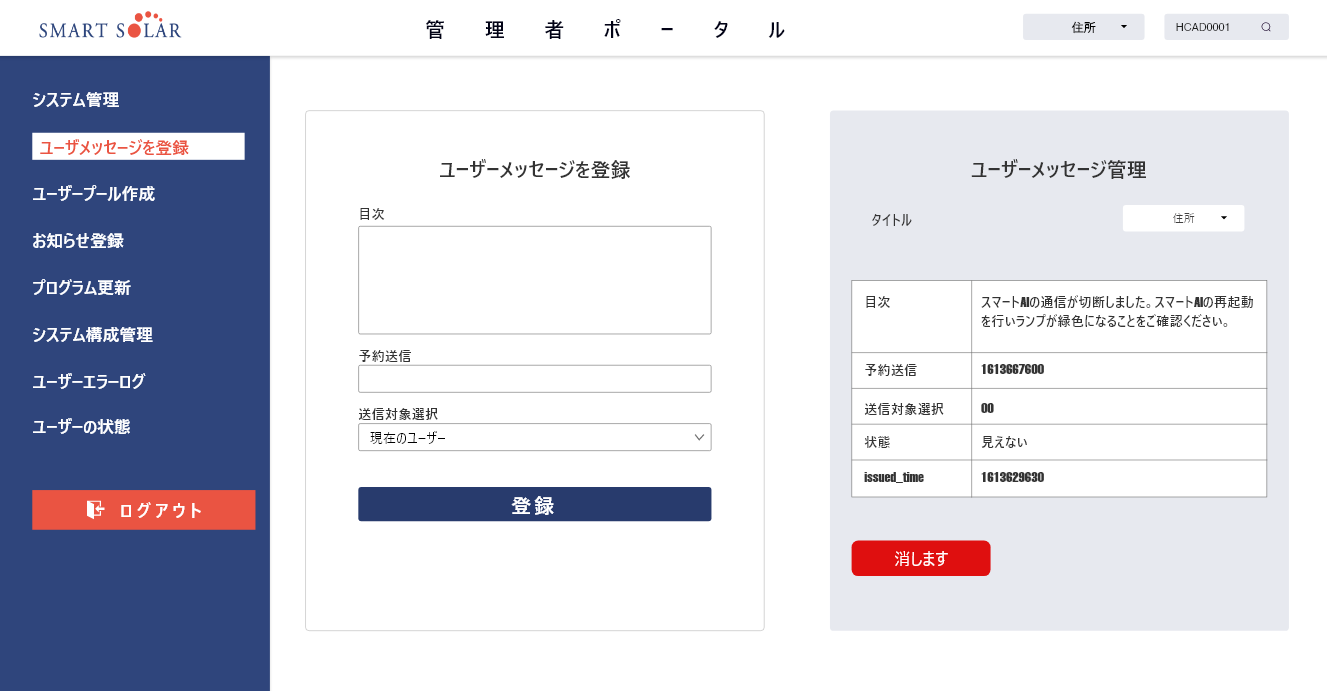 SMART SOLAR
管理者ポータル
住所
HCAD0001
システム管理
ユーザメッセージを登録
ユーザープール作成
お知らせ登録
プログラム更新
システム構成管理
ユーザーエラーログ
ユーザーの状態
ログアウト
ユーザーメッセージを登録
目次
予約送信
送信対象選択
現在のユーザー
登録
ユーザーメッセージ管理
タイトル
住所
目次
スマートAIの通信が切断しました。スマートAIの再起動
を行いランプが緑色になることをご確認ください。
予約送信
1613667600
送信対象選択
00
状態
見えない
issued_time
1613629630
消します